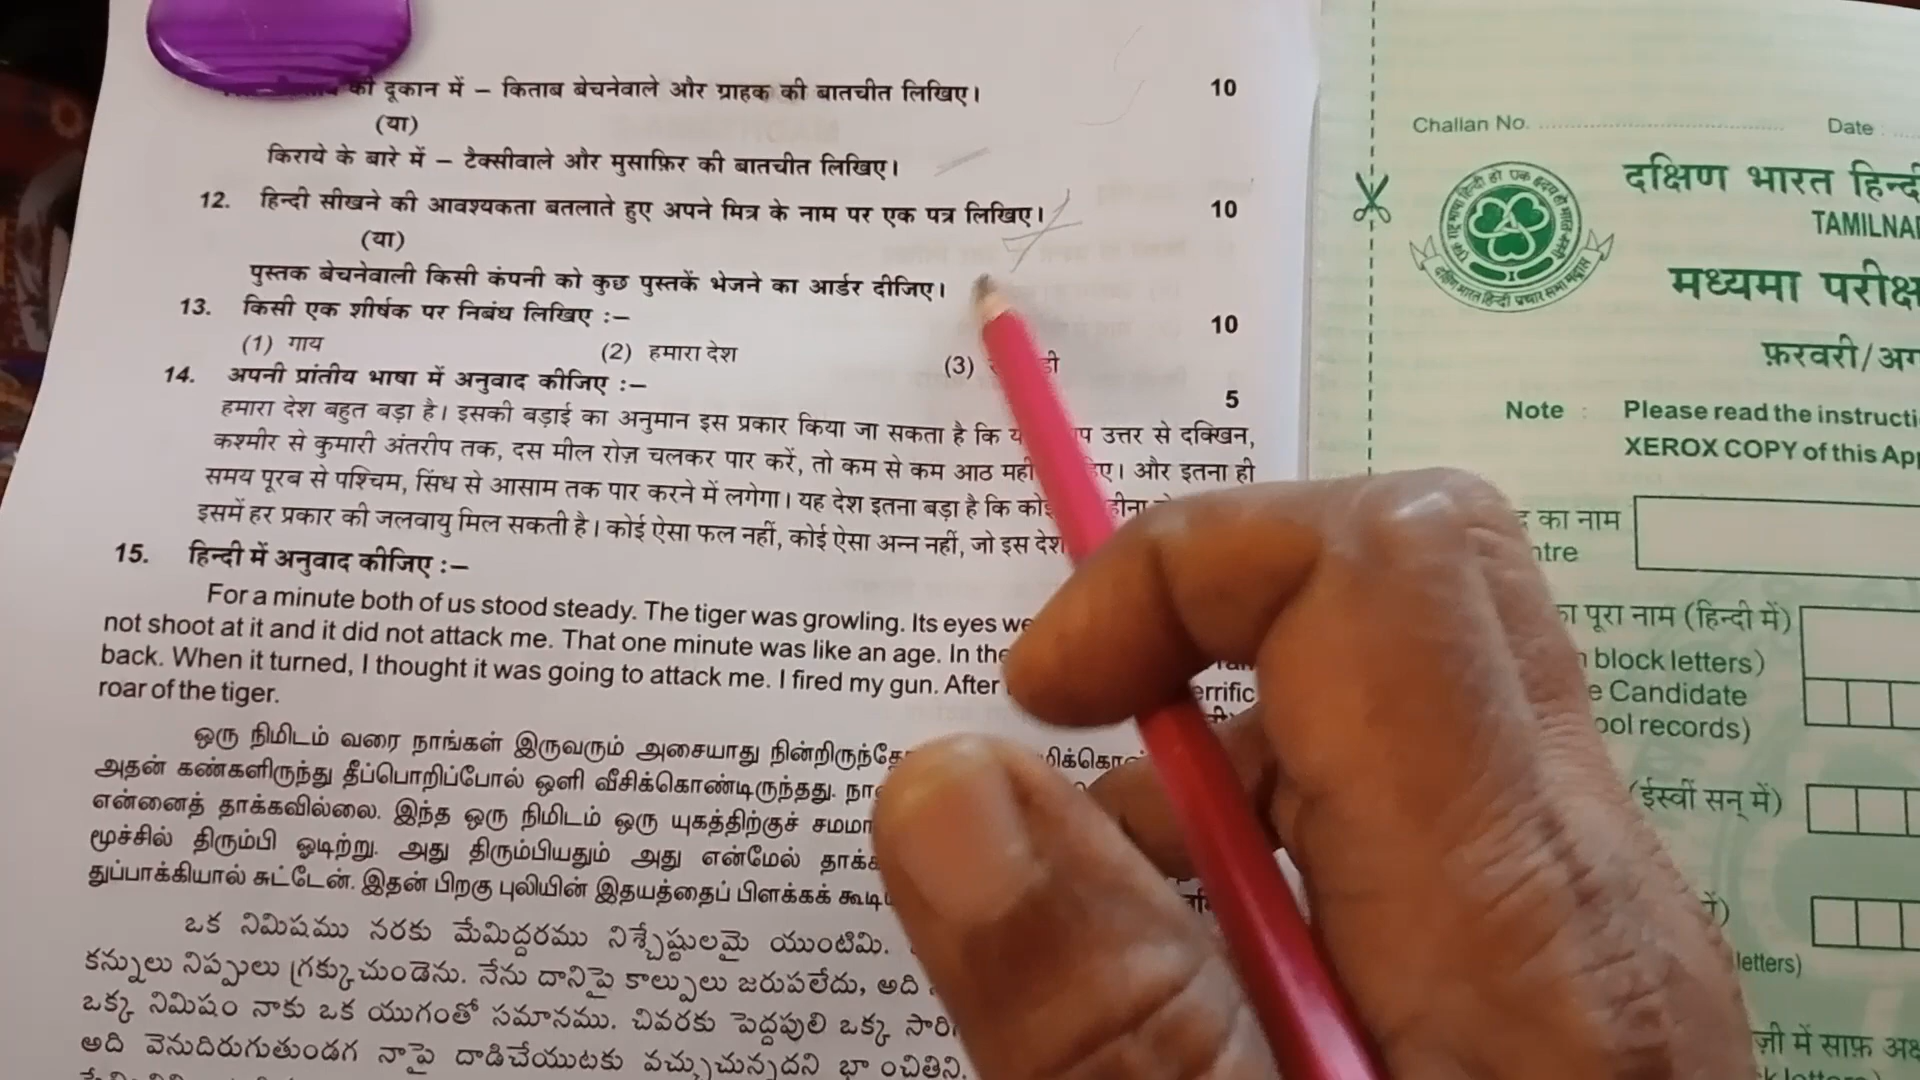 की दूकान में – किताब बेचनेवाले और ग्राहक की बातचीत लिखिए। 10
(या)
किराये के बारे में – टैक्सीवाले और मुसाफ़िर की बातचीत लिखिए।
12. हिन्दी सीखने की आवश्यकता बतलाते हुए अपने मित्र के नाम पर एक पत्र लिखिए। 10
(या)
पुस्तक बेचनेवाली किसी कंपनी को कुछ पुस्तकें भेजने का आर्डर दीजिए।
13. किसी एक शीर्षक पर निबंध लिखिए :– 10
(1) गाय (2) हमारा देश (3)
14. अपनी प्रांतीय भाषा में अनुवाद कीजिए :– 5
हमारा देश बहुत बड़ा है। इसकी बड़ाई का अनुमान इस प्रकार किया जा सकता है कि उत्तर से दक्खिन,
कश्मीर से कुमारी अंतरीप तक, दस मील रोज़ चलकर पार करें, तो कम से कम आठ और इतना ही
समय पूरब से पश्चिम, सिंध से आसाम तक पार करने में लगेगा। यह देश इतना बड़ा है कि
इसमें हर प्रकार की जलवायु मिल सकती है। कोई ऐसा फल नहीं, कोई ऐसा अन्न नहीं, जो इस देश
15. हिन्दी में अनुवाद कीजिए :–
For a minute both of us stood steady. The tiger was growling. Its eyes
not shoot at it and it did not attack me. That one minute was like an age. In
back. When it turned, I thought it was going to attack me. I fired my gun. After
roar of the tiger.
ஒரு நிமிடம் வரை நாங்கள் இருவரும் அசையாது
அதன் கண்களிருந்து தீப்பொறிப்போல் ஒளி வீசிக்கொண்டிருந்தது.
என்னைத் தாக்கவில்லை. இந்த ஒரு நிமிடம் ஒரு யுகத்திற்குச்
மூச்சில் திரும்பி ஓடிற்று. அது திரும்பியதும் அது என்மேல்
துப்பாக்கியால் சுட்டேன். இதன் பிறகு புலியின் இதயத்தைப் பிளக்கக்
ఒక నిమిషము నరకు మేమిద్దరము నిశ్చేష్టులమై యుంటిమి.
కన్నులు నిప్పులు గ్రక్కుచుండెను. నేను దానిపై కాల్పులు జరుపలేదు, అది
ఒక్క నిమిషం నాకు ఒక యుగంతో సమానము. చివరకు పెద్దపులి ఒక్క
అది వెనుదిరుగుతుండగ నాపై దాడిచేయుటకు వచ్చుచున్నదని
Challan No. Date :
दक्षिण भारत
TAMILNA
मध्यमा
फ़रवरी/
Note : Please read the
XEROX COPY of this
का नाम
पूरा नाम (हिन्दी में)
block letters)
Candidate
records)
(ईस्वीं सन् में)
letters)
में साफ़